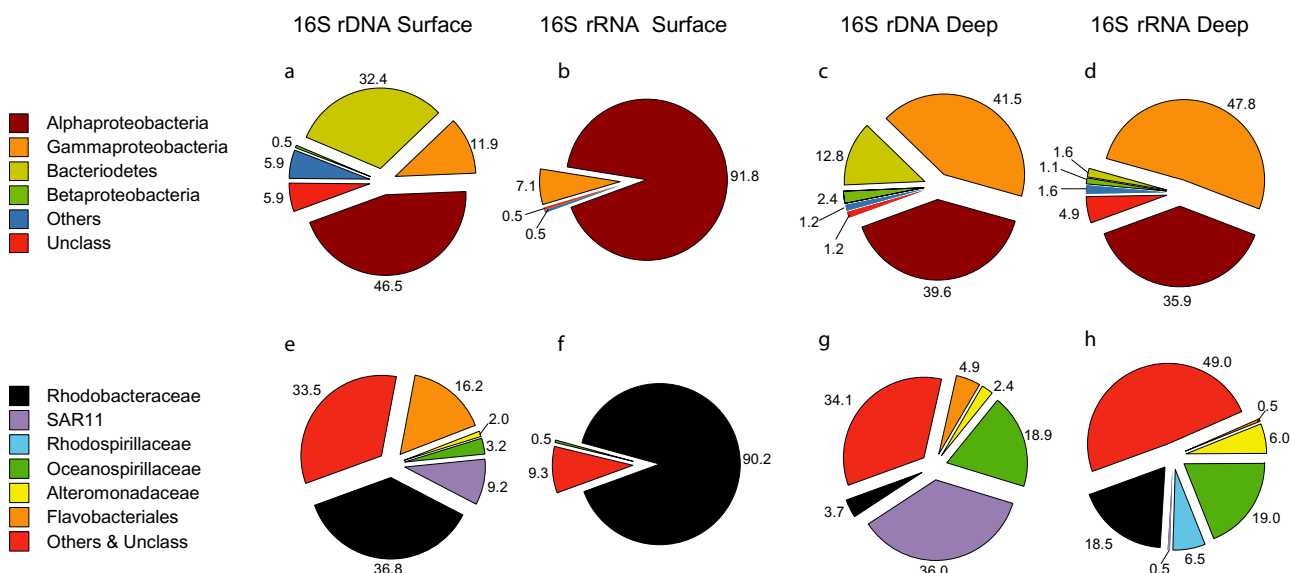 16S rDNA Surface
16S rRNA Surface
16S rDNA Deep
16S rRNA Deep
a
b
c
d
Alphaproteobacteria
Gammaproteobacteria
Bacteriodetes
Betaproteobacteria
Others
Unclass
32.4
11.9
46.5
5.9
5.9
0.5
91.8
7.1
0.5
0.5
41.5
39.6
1.2
1.2
2.4
12.8
47.8
35.9
4.9
1.6
1.1
1.6
e
f
g
h
Rhodobacteraceae
SAR11
Rhodospirillaceae
Oceanospirillaceae
Alteromonadaceae
Flavobacteriales
Others & Unclass
33.5
16.2
2.0
3.2
9.2
36.8
0.5
9.3
90.2
34.1
4.9
2.4
18.9
36.0
3.7
49.0
0.5
6.0
19.0
6.5
0.5
18.5